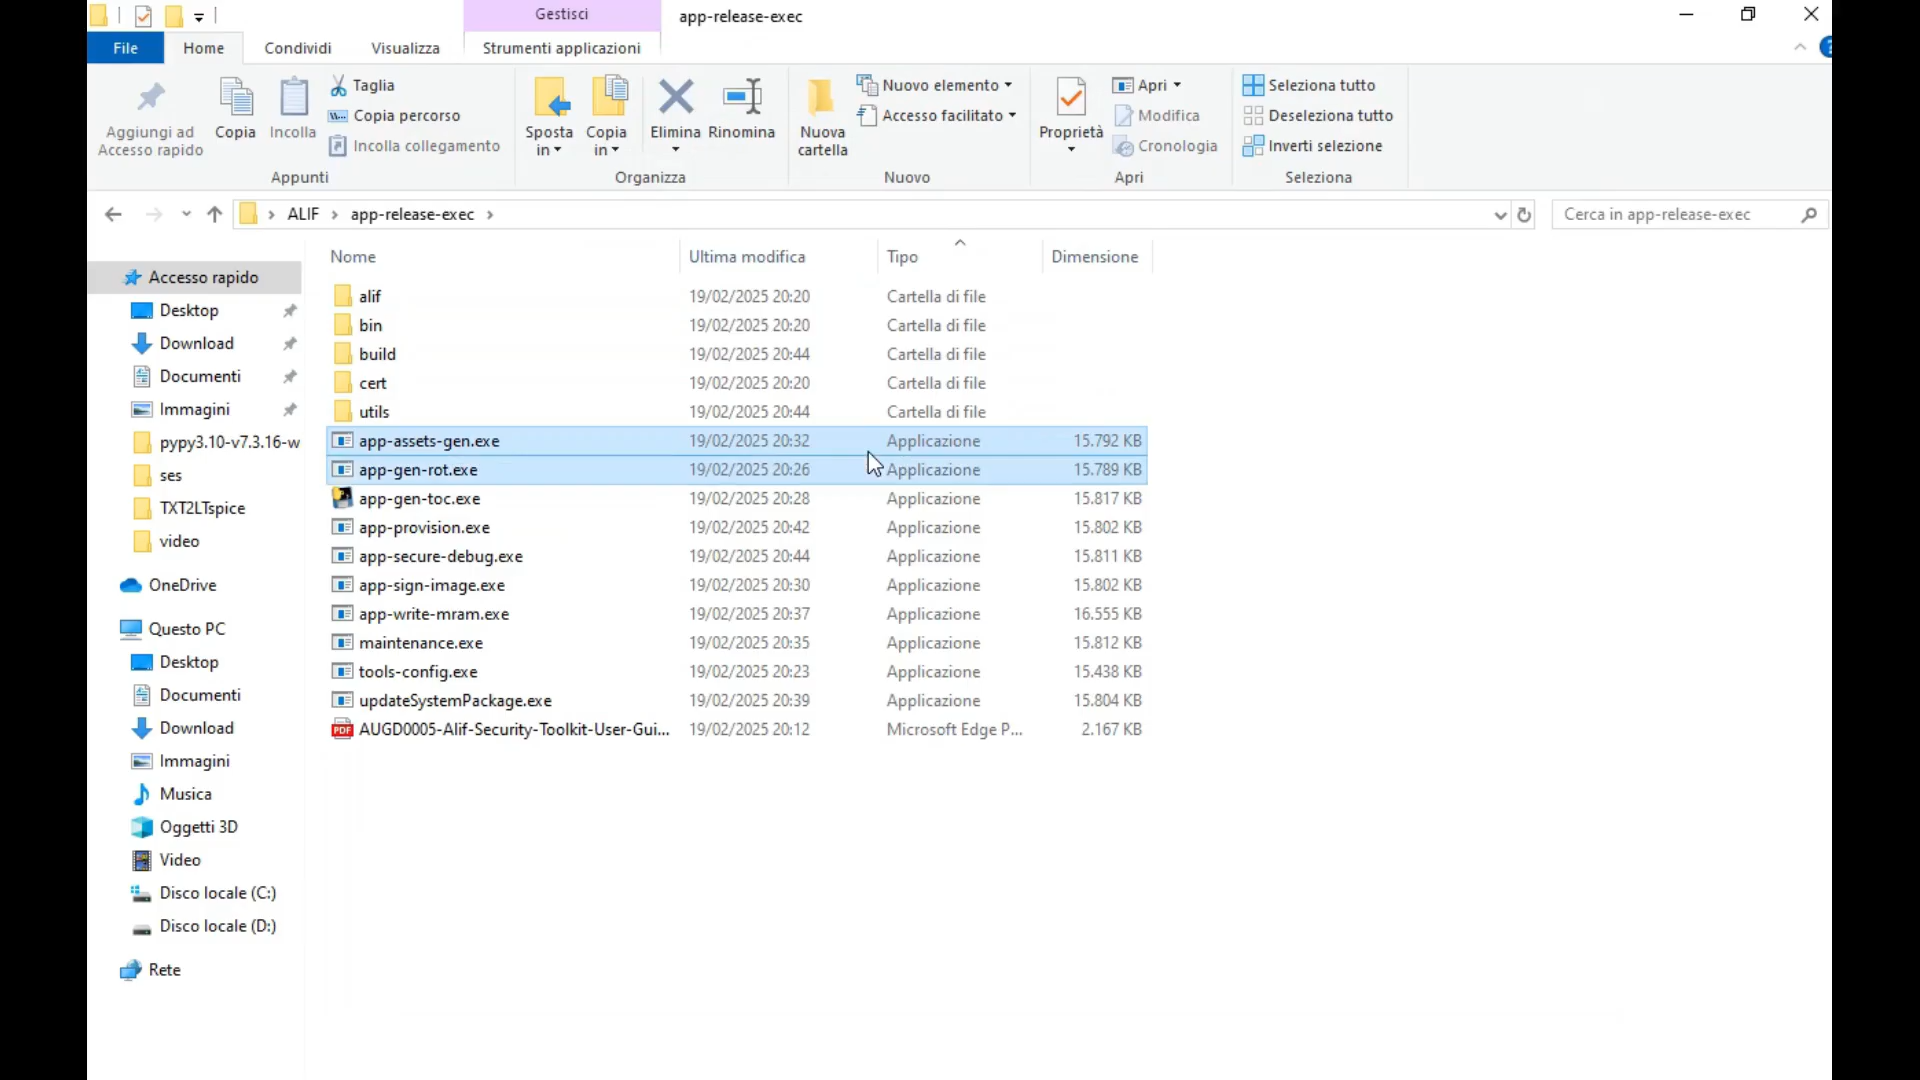 Gestisci
app-release-exec
File
Home
Condividi
Visualizza
Strumenti applicazioni
Aggiungi ad
Accesso rapido
Copia
Incolla
Taglia
Copia percorso
Incolla collegamento
Appunti
Sposta
in
Copia
in
Elimina
Rinomina
Organizza
Nuova
cartella
Nuovo elemento
Accesso facilitato
Nuovo
Proprietà
Apri
Modifica
Cronologia
Apri
Seleziona tutto
Deseleziona tutto
Inverti selezione
Seleziona
ALIF
app-release-exec
Cerca in app-release-exec
Accesso rapido
Desktop
Download
Documenti
Immagini
pypy3.10-v7.3.16-w
ses
TXT2LTspice
video
OneDrive
Questo PC
Desktop
Documenti
Download
Immagini
Musica
Oggetti 3D
Video
Disco locale (C:)
Disco locale (D:)
Rete
Nome Ultima modifica Tipo Dimensione
alif 19/02/2025 20:20 Cartella di file
bin 19/02/2025 20:20 Cartella di file
build 19/02/2025 20:44 Cartella di file
cert 19/02/2025 20:20 Cartella di file
utils 19/02/2025 20:44 Cartella di file
app-assets-gen.exe 19/02/2025 20:32 Applicazione 15.792 KB
app-gen-rot.exe 19/02/2025 20:26 Applicazione 15.789 KB
app-gen-toc.exe 19/02/2025 20:28 Applicazione 15.817 KB
app-provision.exe 19/02/2025 20:42 Applicazione 15.802 KB
app-secure-debug.exe 19/02/2025 20:44 Applicazione 15.811 KB
app-sign-image.exe 19/02/2025 20:30 Applicazione 15.802 KB
app-write-mram.exe 19/02/2025 20:37 Applicazione 16.555 KB
maintenance.exe 19/02/2025 20:35 Applicazione 15.812 KB
tools-config.exe 19/02/2025 20:23 Applicazione 15.438 KB
updateSystemPackage.exe 19/02/2025 20:39 Applicazione 15.804 KB
PDF AUGD0005-Alif-Security-Toolkit-User-Gui... 19/02/2025 20:12 Microsoft Edge P... 2.167 KB